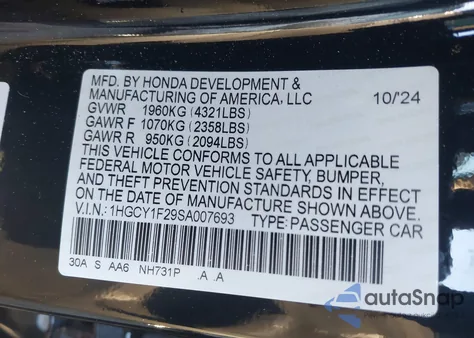 MFD. BY HONDA DEVELOPMENT &
MANUFACTURING OF AMERICA, LLC 10/24
GVWR 1960KG (4321LBS)
GAWR F 1070KG (2358LBS)
GAWR R 950KG (2094LBS)
THIS VEHICLE CONFORMS TO ALL APPLICABLE
FEDERAL MOTOR VEHICLE SAFETY, BUMPER,
AND THEFT PREVENTION STANDARDS IN EFFECT
ON THE DATE OF MANUFACTURE SHOWN ABOVE.
V.I.N.:1HGCY1F29SA007693 TYPE:PASSENGER CAR
30A S AA6 NH731P .A .A
autoSnap